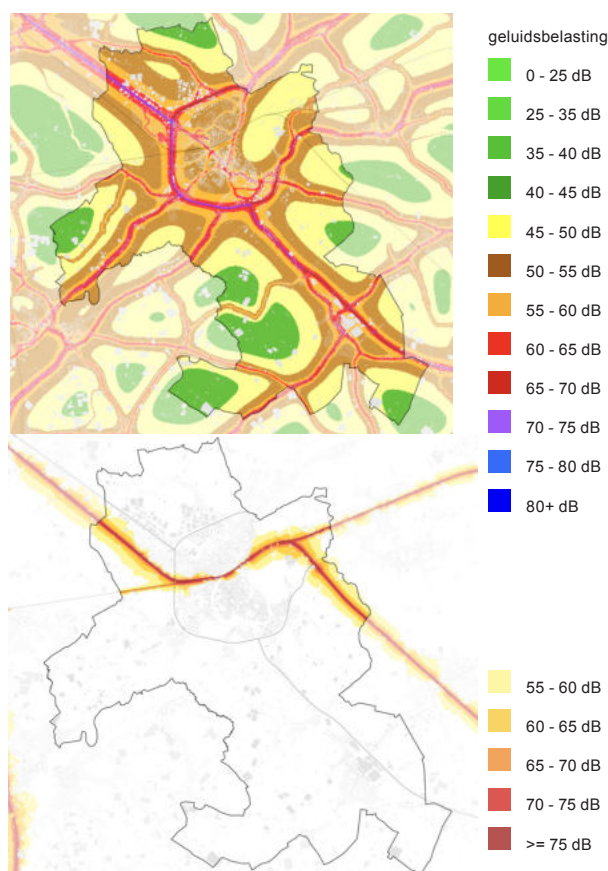 geluidsbelasting
0 - 25 dB
25 - 35 dB
35 - 40 dB
40 - 45 dB
45 - 50 dB
50 - 55 dB
55 - 60 dB
60 - 65 dB
65 - 70 dB
70 - 75 dB
75 - 80 dB
80+ dB
55 - 60 dB
60 - 65 dB
65 - 70 dB
70 - 75 dB
>= 75 dB